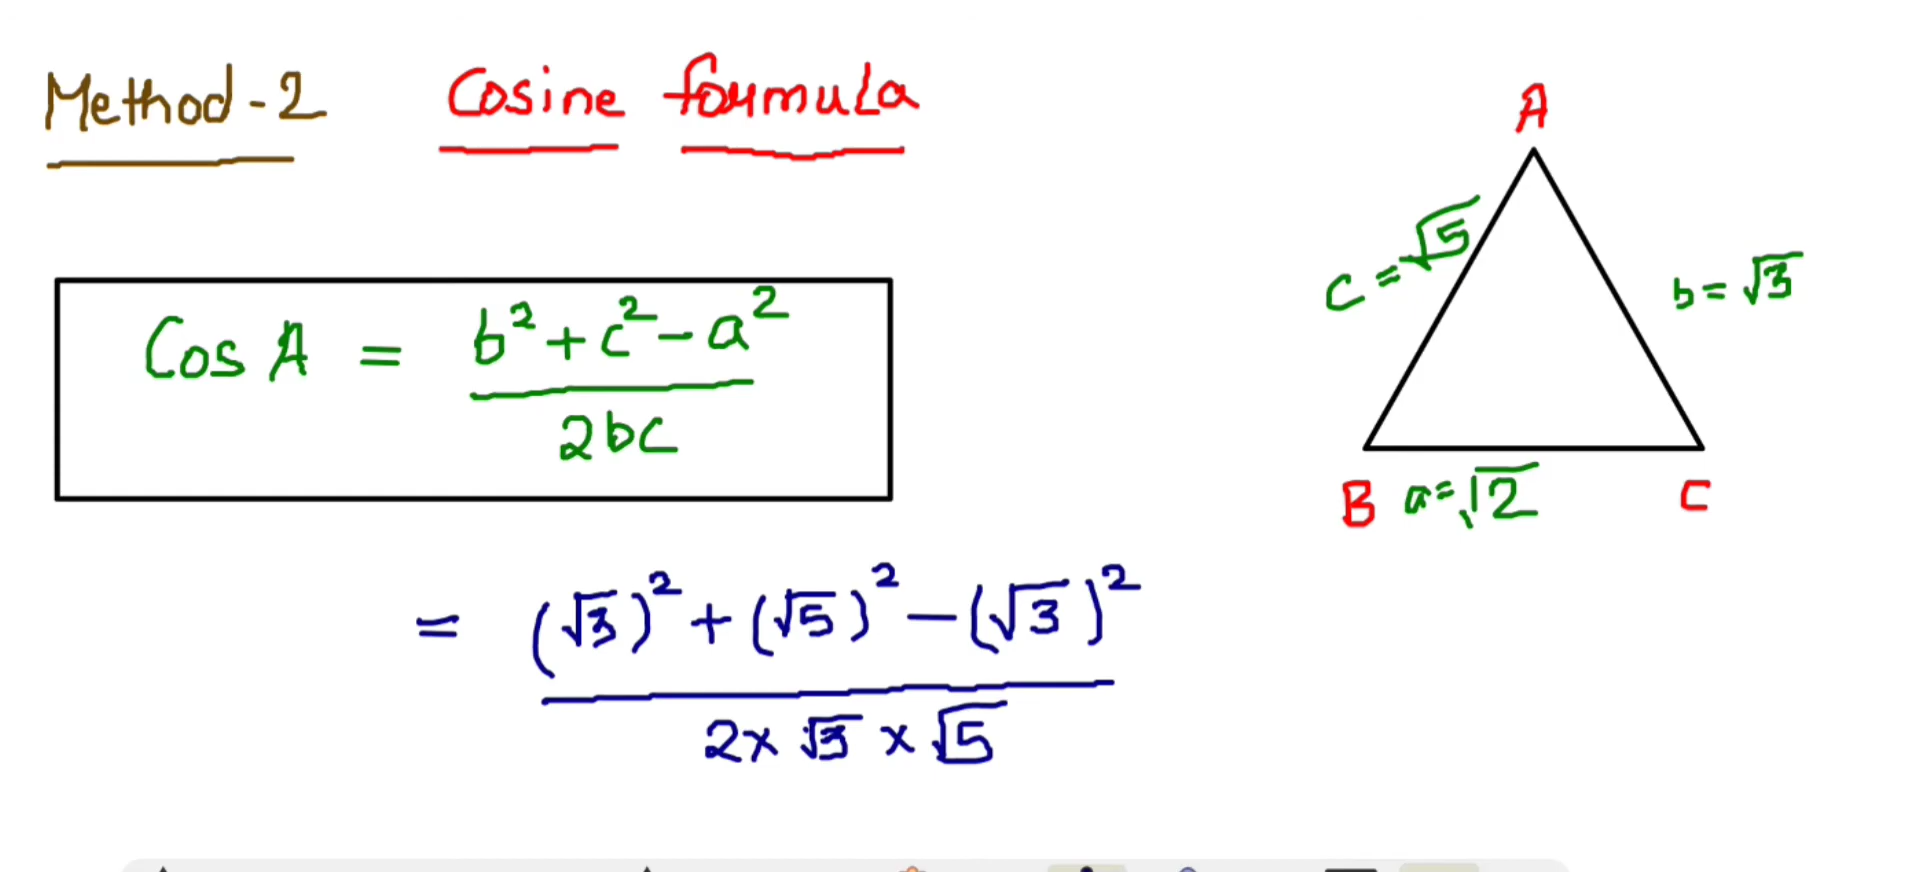 Method-2 Cosine formula
A
c = √5
b = √3
Cos A = b² + c² - a² / 2bc
B a = √2 C
= (√3)² + (√5)² - (√3)² / 2 x √3 x √5